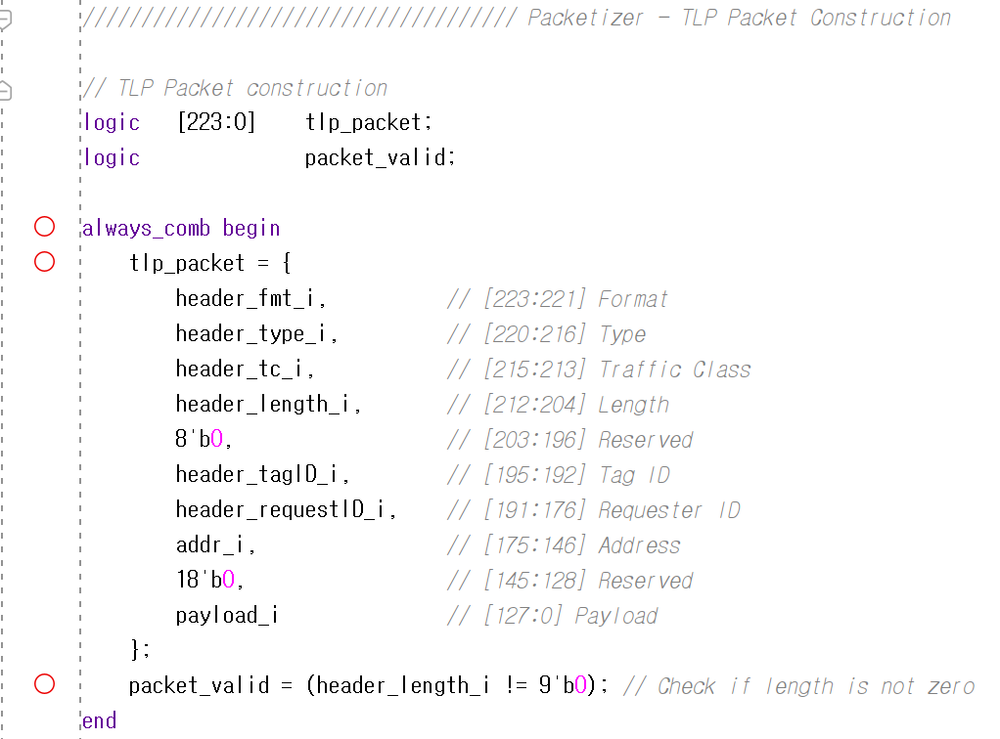 ///////////////////////////////////// Packetizer - TLP Packet Construction
// TLP Packet construction
logic   [223:0]    tlp_packet;
logic              packet_valid;
always_comb begin
    tlp_packet = {
        header_fmt_i,          // [223:221] Format
        header_type_i,         // [220:216] Type
        header_tc_i,           // [215:213] Traffic Class
        header_length_i,       // [212:204] Length
        8'b0,                  // [203:196] Reserved
        header_tagID_i,        // [195:192] Tag ID
        header_requestID_i,    // [191:176] Requester ID
        addr_i,                // [175:146] Address
        18'b0,                 // [145:128] Reserved
        payload_i              // [127:0] Payload
    };
    packet_valid = (header_length_i != 9'b0); // Check if length is not zero
end